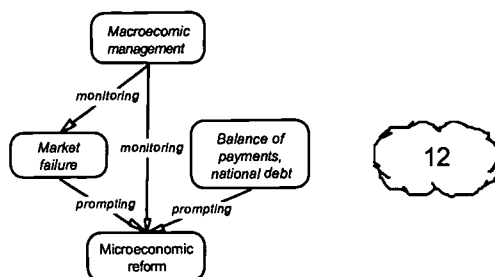 Macroecomic
management
monitoring
Market
failure
monitoring
Balance of
payments,
national debt
12
prompting
prompting
Microeconomic
reform